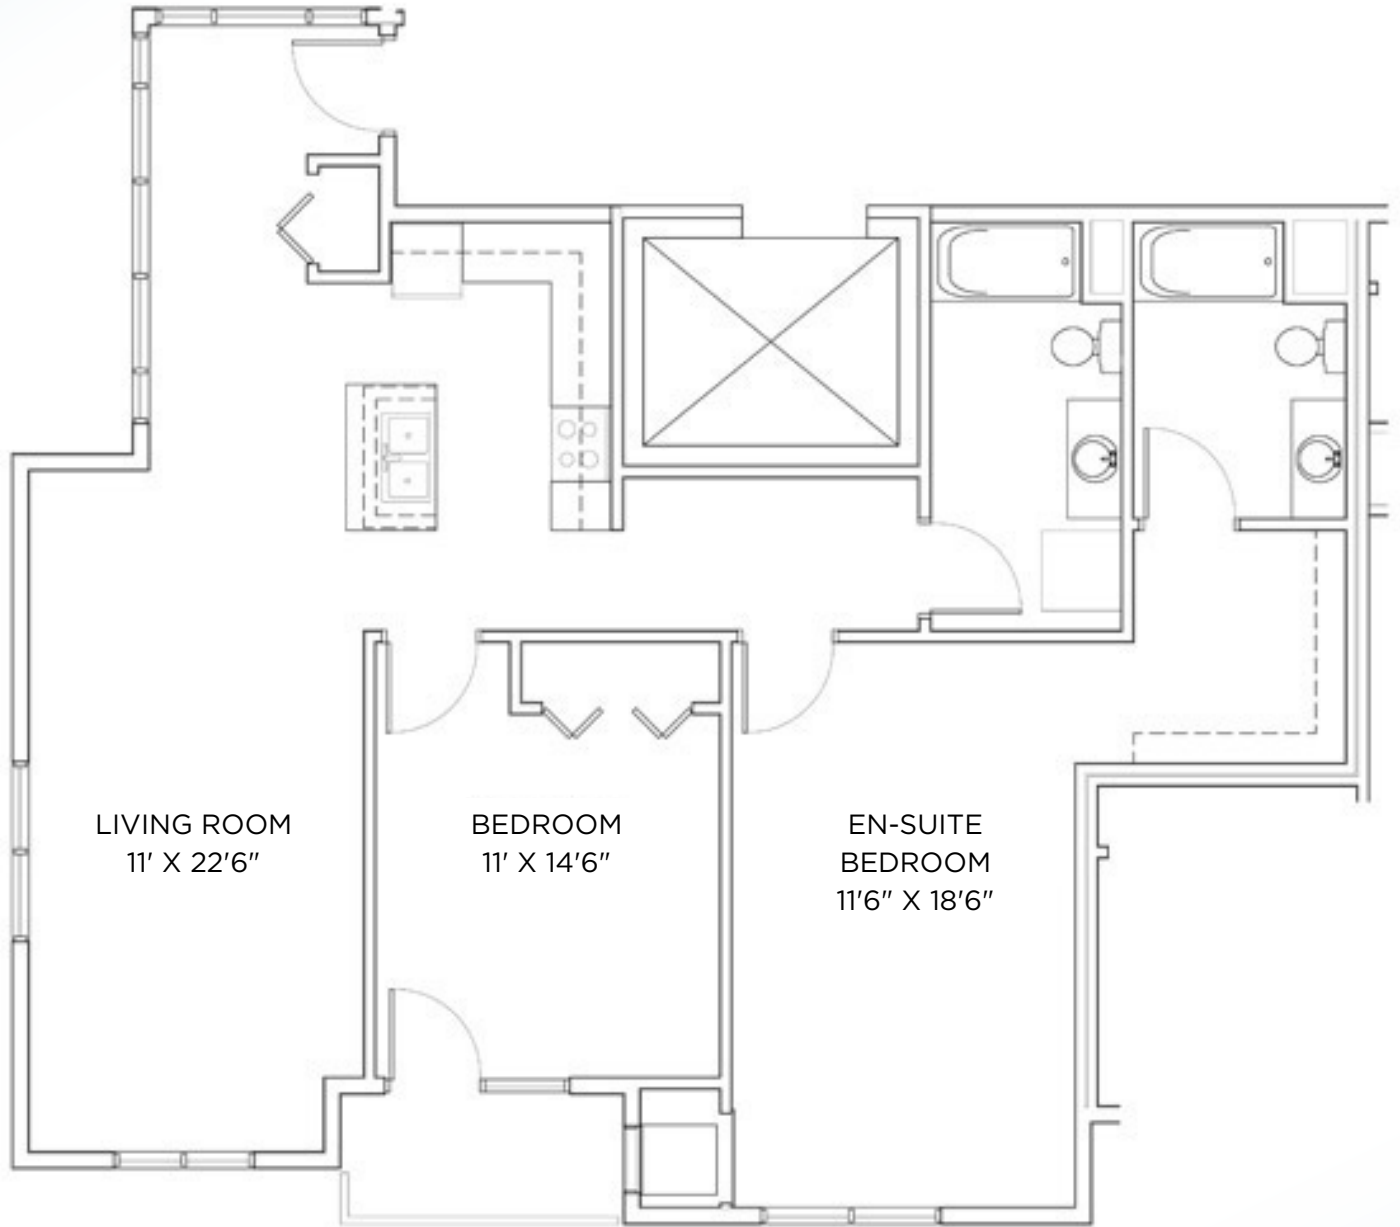 LIVING ROOM
11' X 22'6"
BEDROOM
11' X 14'6"
EN-SUITE
BEDROOM
11'6" X 18'6"